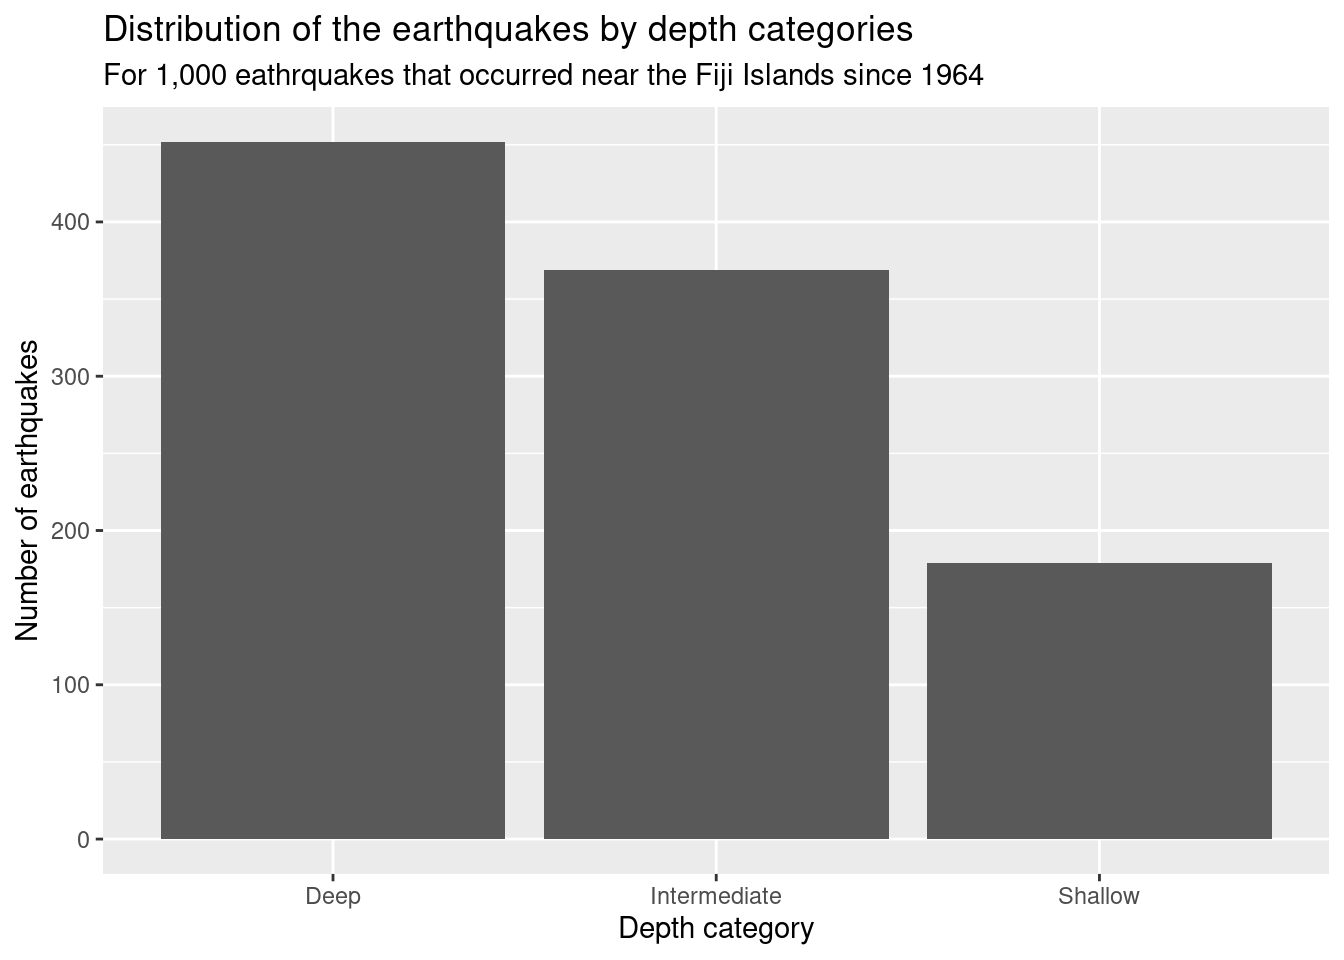 Distribution of the earthquakes by depth categories
For 1,000 eathrquakes that occurred near the Fiji Islands since 1964
Number of earthquakes
400
300
200
100
0
Deep
Intermediate
Shallow
Depth category